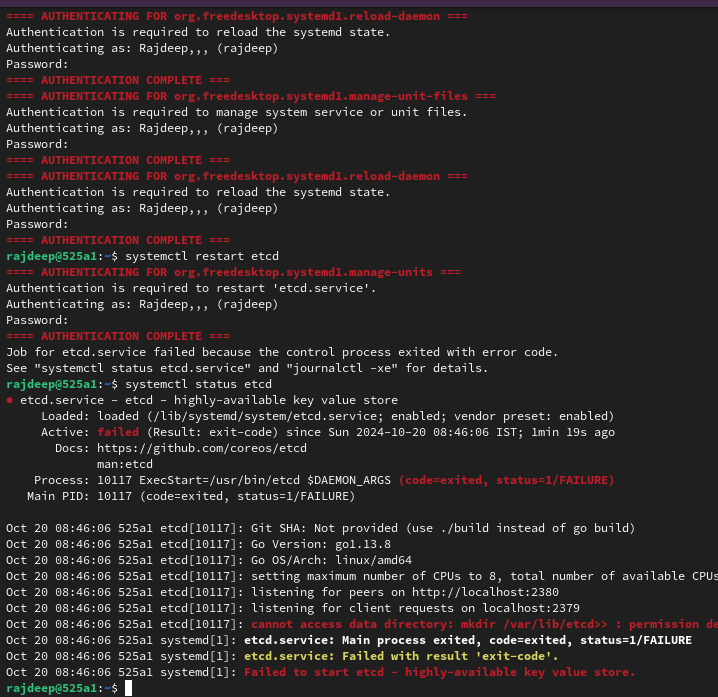 ==== AUTHENTICATING FOR org.freedesktop.systemd1.reload-daemon ===
Authentication is required to reload the systemd state.
Authenticating as: Rajdeep,,, (rajdeep)
Password:
==== AUTHENTICATION COMPLETE ===
==== AUTHENTICATING FOR org.freedesktop.systemd1.manage-unit-files ===
Authentication is required to manage system service or unit files.
Authenticating as: Rajdeep,,, (rajdeep)
Password:
==== AUTHENTICATION COMPLETE ===
==== AUTHENTICATING FOR org.freedesktop.systemd1.reload-daemon ===
Authentication is required to reload the systemd state.
Authenticating as: Rajdeep,,, (rajdeep)
Password:
==== AUTHENTICATION COMPLETE ===
rajdeep@525a1:~$ systemctl restart etcd
==== AUTHENTICATING FOR org.freedesktop.systemd1.manage-units ===
Authentication is required to restart 'etcd.service'.
Authenticating as: Rajdeep,,, (rajdeep)
Password:
==== AUTHENTICATION COMPLETE ===
Job for etcd.service failed because the control process exited with error code.
See "systemctl status etcd.service" and "journalctl -xe" for details.
rajdeep@525a1:~$ systemctl status etcd
● etcd.service - etcd - highly-available key value store
Loaded: loaded (/lib/systemd/system/etcd.service; enabled; vendor preset: enabled)
Active: failed (Result: exit-code) since Sun 2024-10-20 08:46:06 IST; 1min 19s ago
Docs: https://github.com/coreos/etcd
man:etcd
Process: 10117 ExecStart=/usr/bin/etcd $DAEMON_ARGS (code=exited, status=1/FAILURE)
Main PID: 10117 (code=exited, status=1/FAILURE)
Oct 20 08:46:06 525a1 etcd[10117]: Git SHA: Not provided (use ./build instead of go build)
Oct 20 08:46:06 525a1 etcd[10117]: Go Version: go1.13.8
Oct 20 08:46:06 525a1 etcd[10117]: Go OS/Arch: linux/amd64
Oct 20 08:46:06 525a1 etcd[10117]: setting maximum number of CPUs to 8, total number of available CPUs
Oct 20 08:46:06 525a1 etcd[10117]: listening for peers on http://localhost:2380
Oct 20 08:46:06 525a1 etcd[10117]: listening for client requests on localhost:2379
Oct 20 08:46:06 525a1 etcd[10117]: cannot access data directory: mkdir /var/lib/etcd>> : permission de
Oct 20 08:46:06 525a1 systemd[1]: etcd.service: Main process exited, code=exited, status=1/FAILURE
Oct 20 08:46:06 525a1 systemd[1]: etcd.service: Failed with result 'exit-code'.
Oct 20 08:46:06 525a1 systemd[1]: Failed to start etcd - highly-available key value store.
rajdeep@525a1:~$